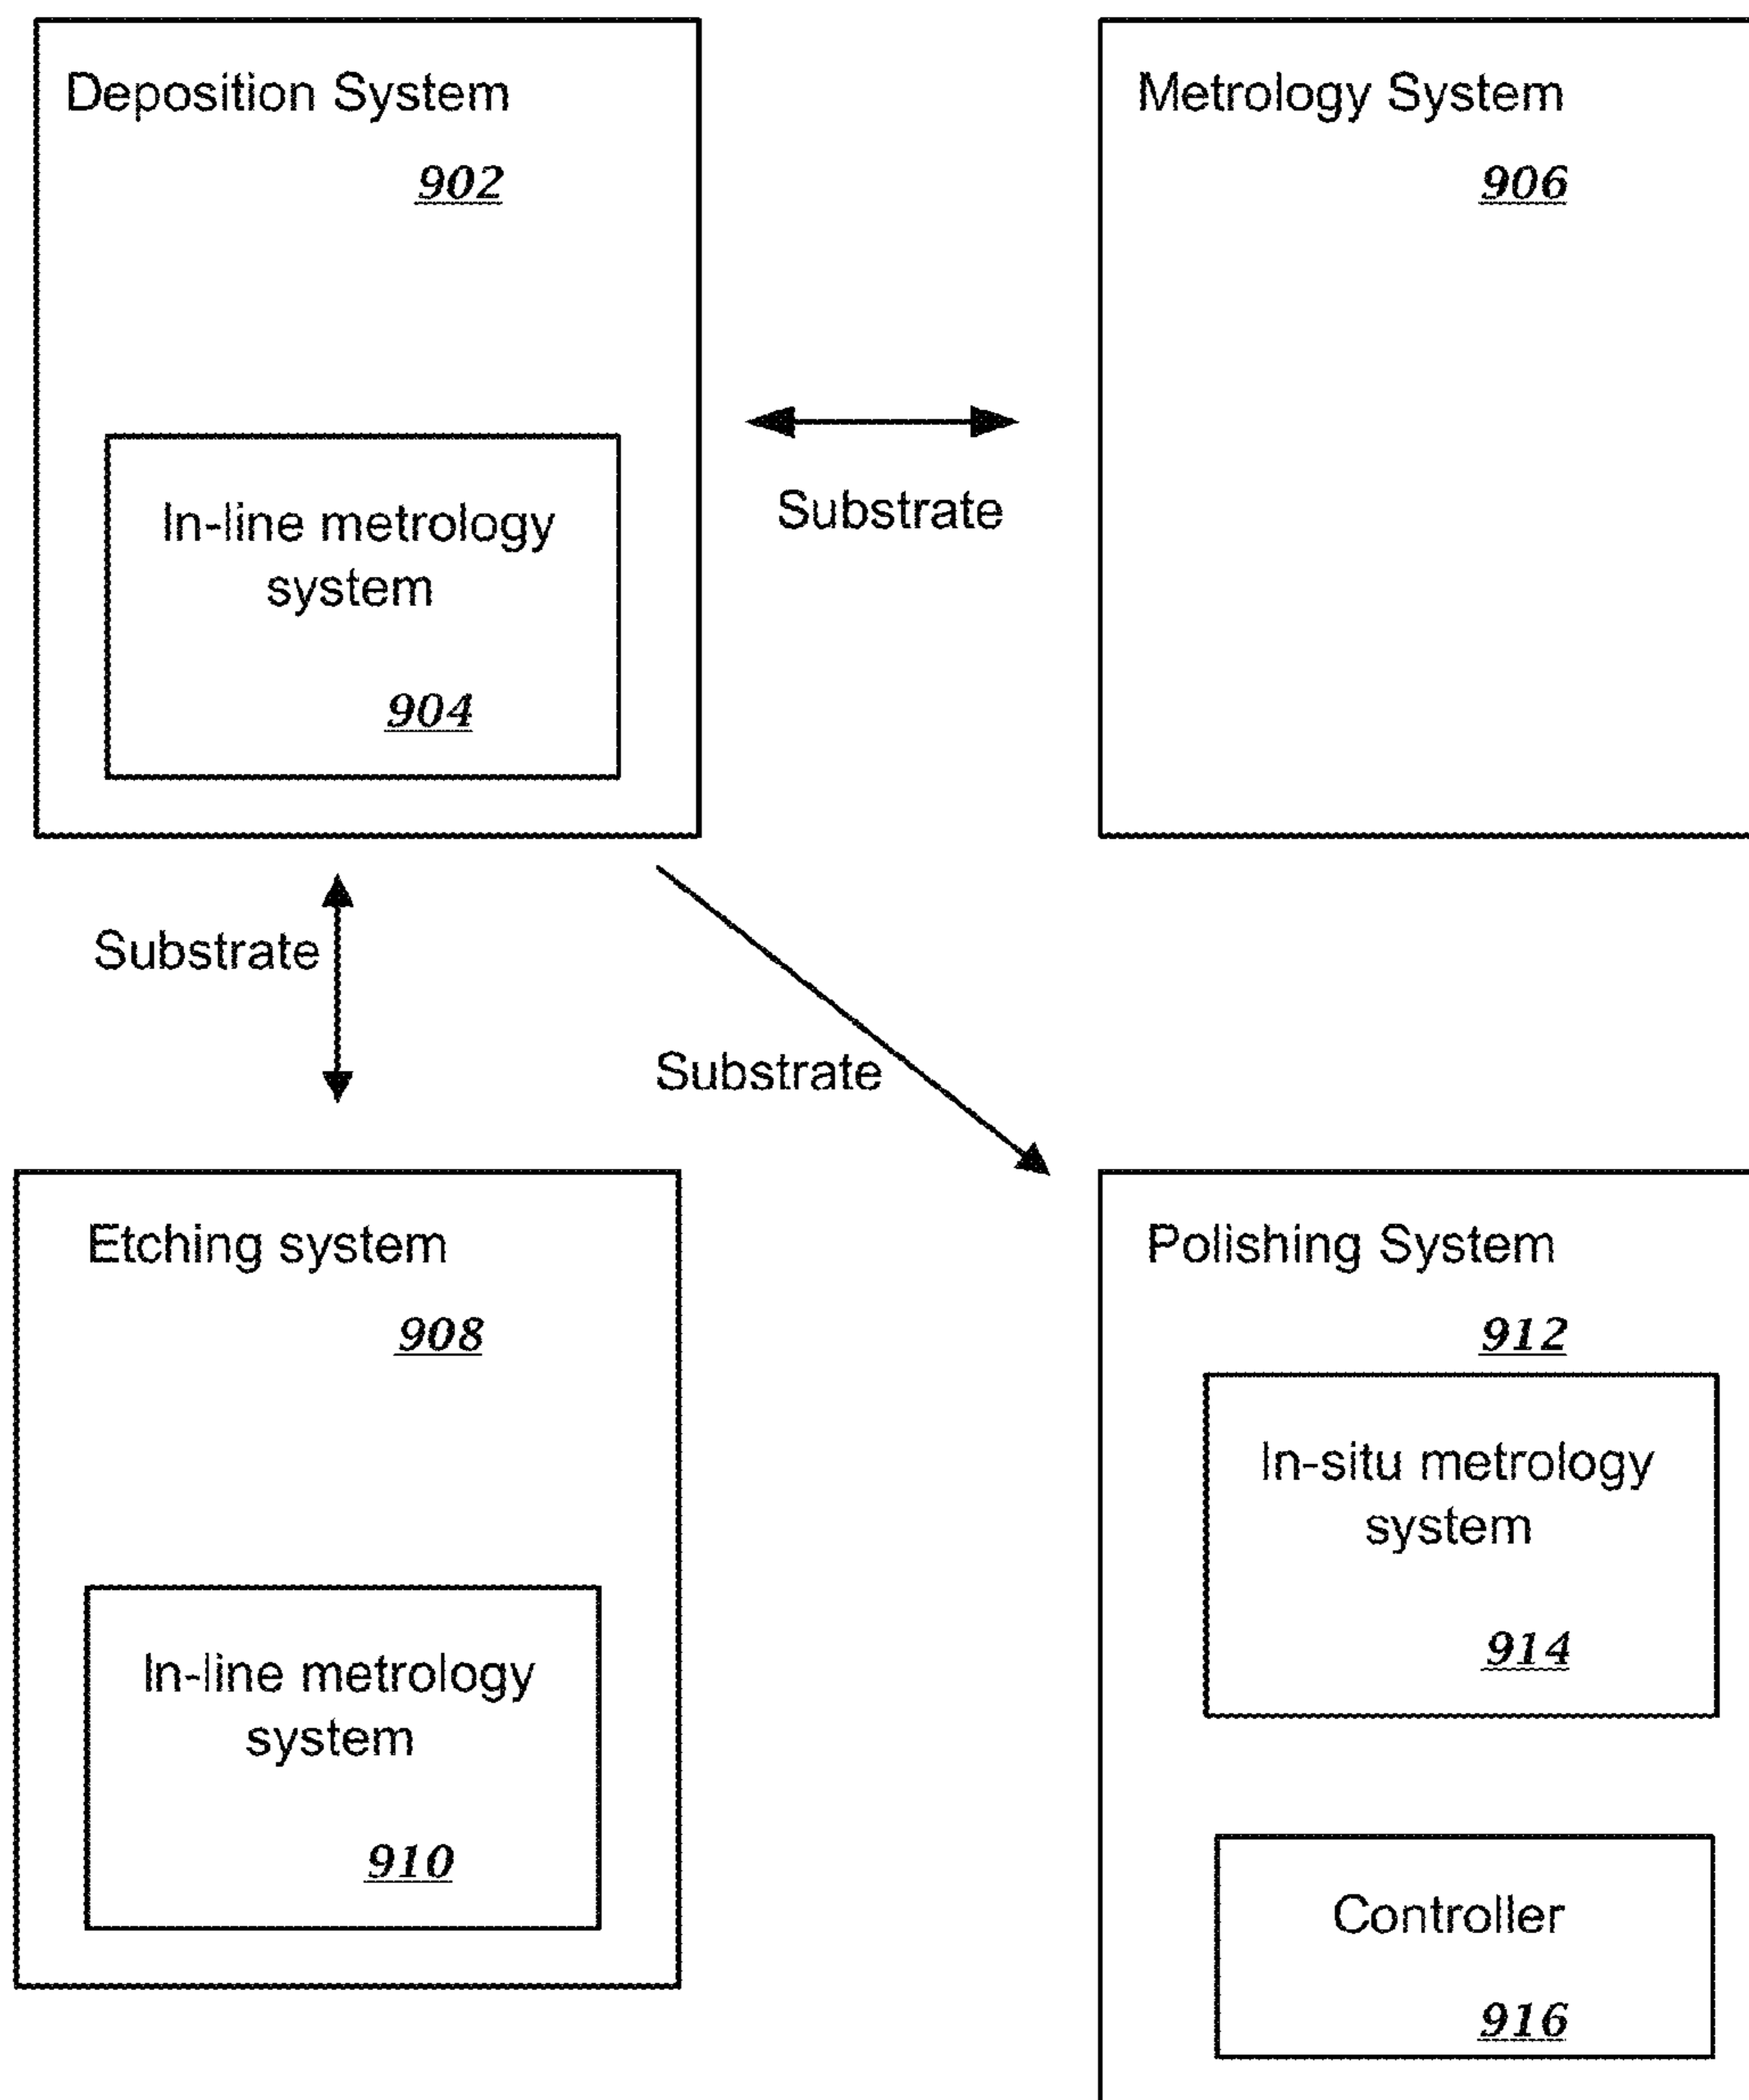 Deposition System
902
In-line metrology
system
904
Substrate
Metrology System
906
Substrate
Substrate
Etching system
908
In-line metrology
system
910
Polishing System
912
In-situ metrology
system
914
Controller
916